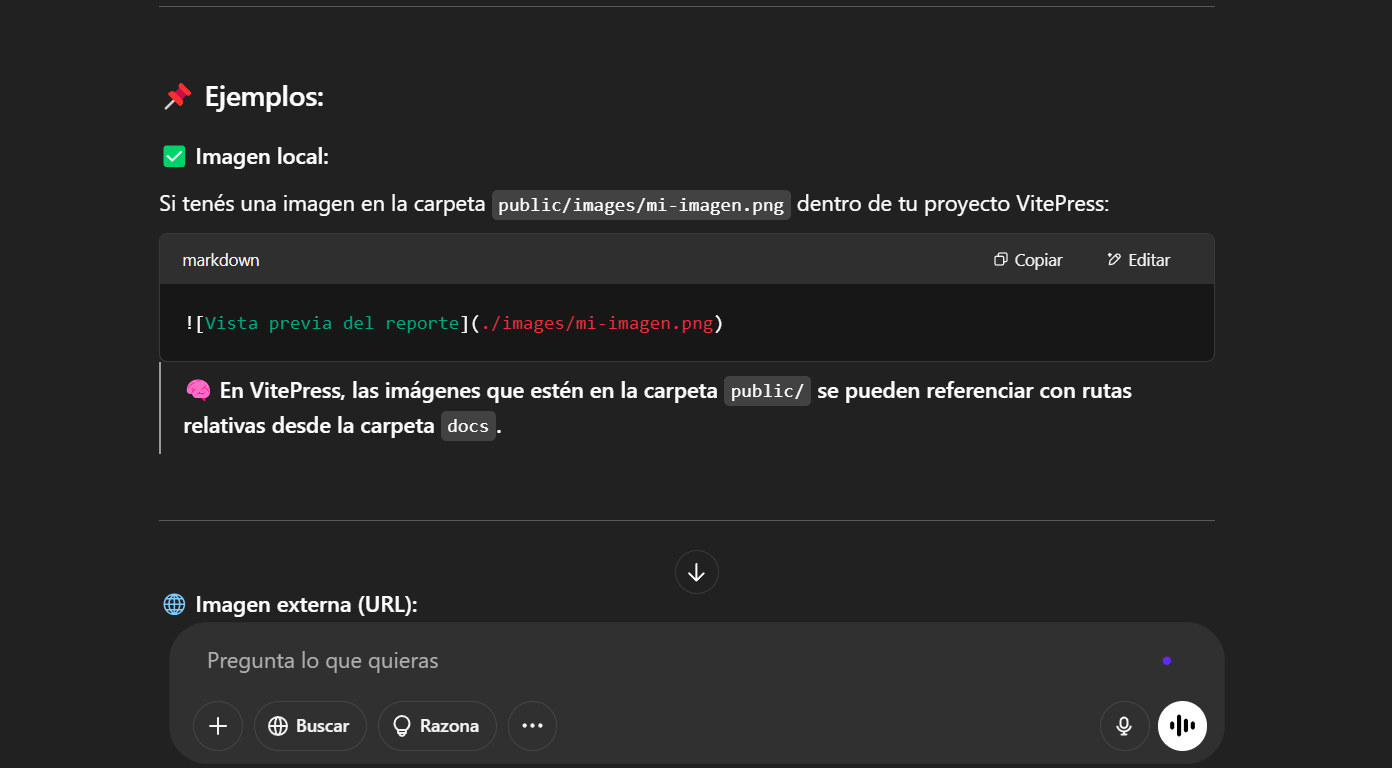 📌 Ejemplos:
✅ Imagen local:
Si tenés una imagen en la carpeta public/images/mi-imagen.png dentro de tu proyecto VitePress:
markdown Copiar Editar
![Vista previa del reporte](./images/mi-imagen.png)
🧠 En VitePress, las imágenes que estén en la carpeta public/ se pueden referenciar con rutas
relativas desde la carpeta docs.
🌐 Imagen externa (URL):
Pregunta lo que quieras
Buscar Razona